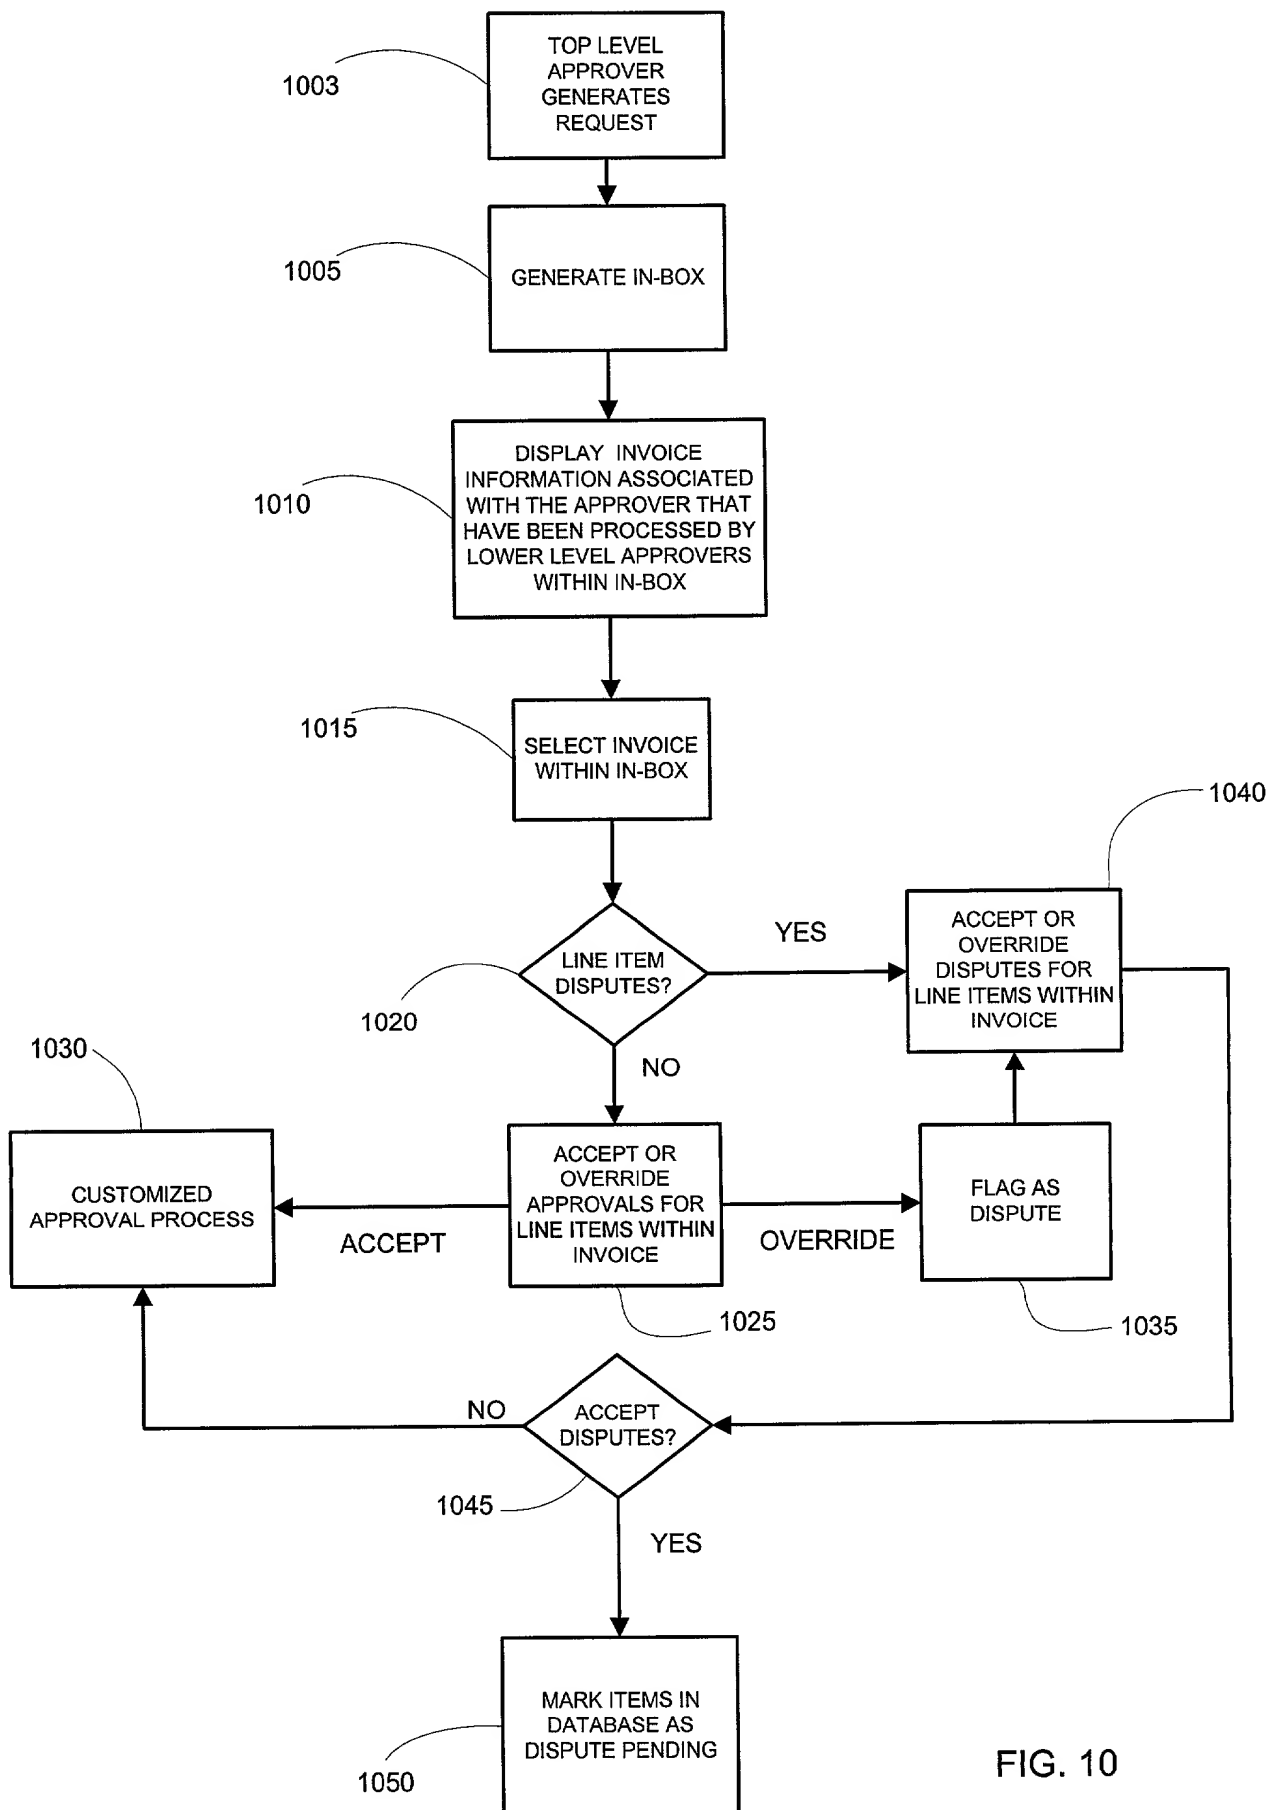 TOP LEVEL
APPROVER
GENERATES
REQUEST
1003
GENERATE IN-BOX
1005
DISPLAY INVOICE
INFORMATION ASSOCIATED
WITH THE APPROVER THAT
HAVE BEEN PROCESSED BY
LOWER LEVEL APPROVERS
WITHIN IN-BOX
1010
SELECT INVOICE
WITHIN IN-BOX
1015
1040
LINE ITEM
DISPUTES?
1020
YES
ACCEPT OR
OVERRIDE
DISPUTES FOR
LINE ITEMS WITHIN
INVOICE
NO
1030
CUSTOMIZED
APPROVAL PROCESS
ACCEPT
ACCEPT OR
OVERRIDE
APPROVALS FOR
LINE ITEMS WITHIN
INVOICE
OVERRIDE
FLAG AS
DISPUTE
1025
1035
NO
ACCEPT
DISPUTES?
1045
YES
MARK ITEMS IN
DATABASE AS
DISPUTE PENDING
1050
FIG. 10